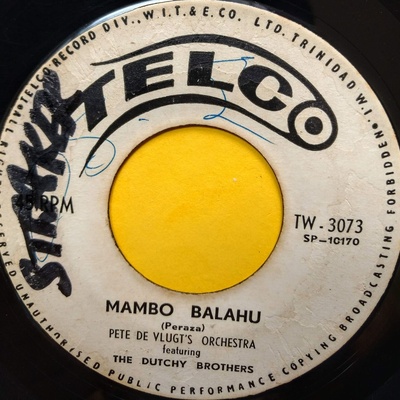 TELCO RECORD DIV., W.I.T. & E. CO. LTD. TRINIDAD W.I.
UNAUTHORISED PUBLIC PERFORMANCE COPYING BROADCASTING FORBIDDEN.
TELCO
45 RPM
TW - 3073
SP-10170
MAMBO BALAHU
(Peraza)
PETE DE VLUGT'S ORCHESTRA
featuring
THE DUTCHY BROTHERS